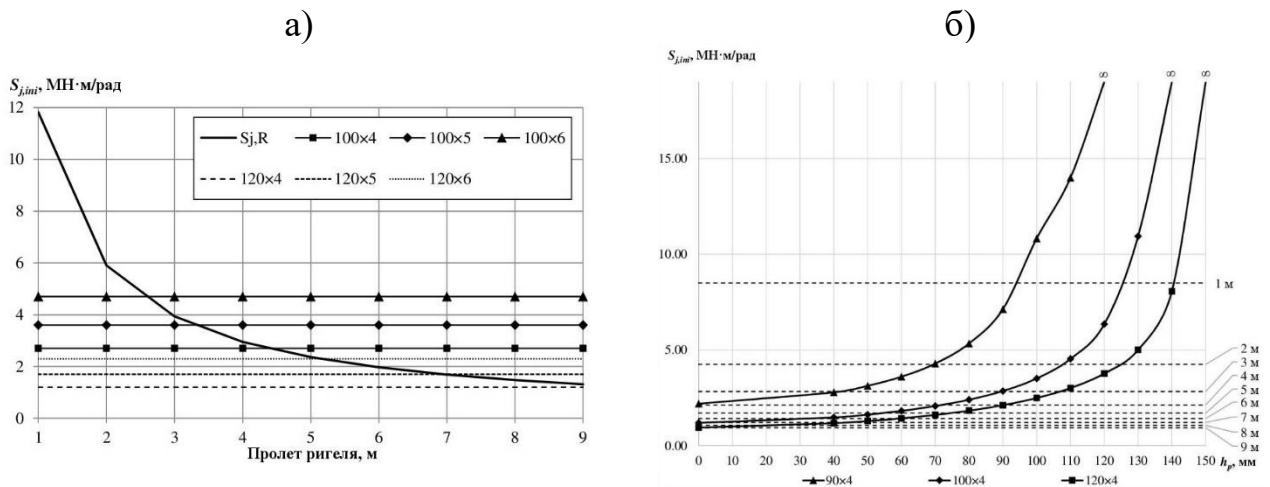 а)
S_{j,ini}, МН·м/рад
12
10
8
6
4
2
0
Sj,R 100×4 100×5 100×6
120×4 120×5 120×6
1 2 3 4 5 6 7 8 9
Пролет ригеля, м
б)
S_{j,ini}, МН·м/рад
∞ ∞ ∞
15.00
10.00
5.00
0.00
1 м
2 м
3 м
4 м
5 м
6 м
7 м
8 м
9 м
0 10 20 30 40 50 60 70 80 90 100 110 120 130 140 150 h_p, мм
90×4 100×4 120×4